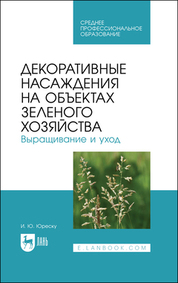 СРЕДНЕЕ
ПРОФЕССИОНАЛЬНОЕ
ОБРАЗОВАНИЕ
ДЕКОРАТИВНЫЕ
НАСАЖДЕНИЯ
НА ОБЪЕКТАХ
ЗЕЛЕНОГО
ХОЗЯЙСТВА
Выращивание и уход
И. Ю. Юреску
ЛАНЬ
E.LANBOOK.COM